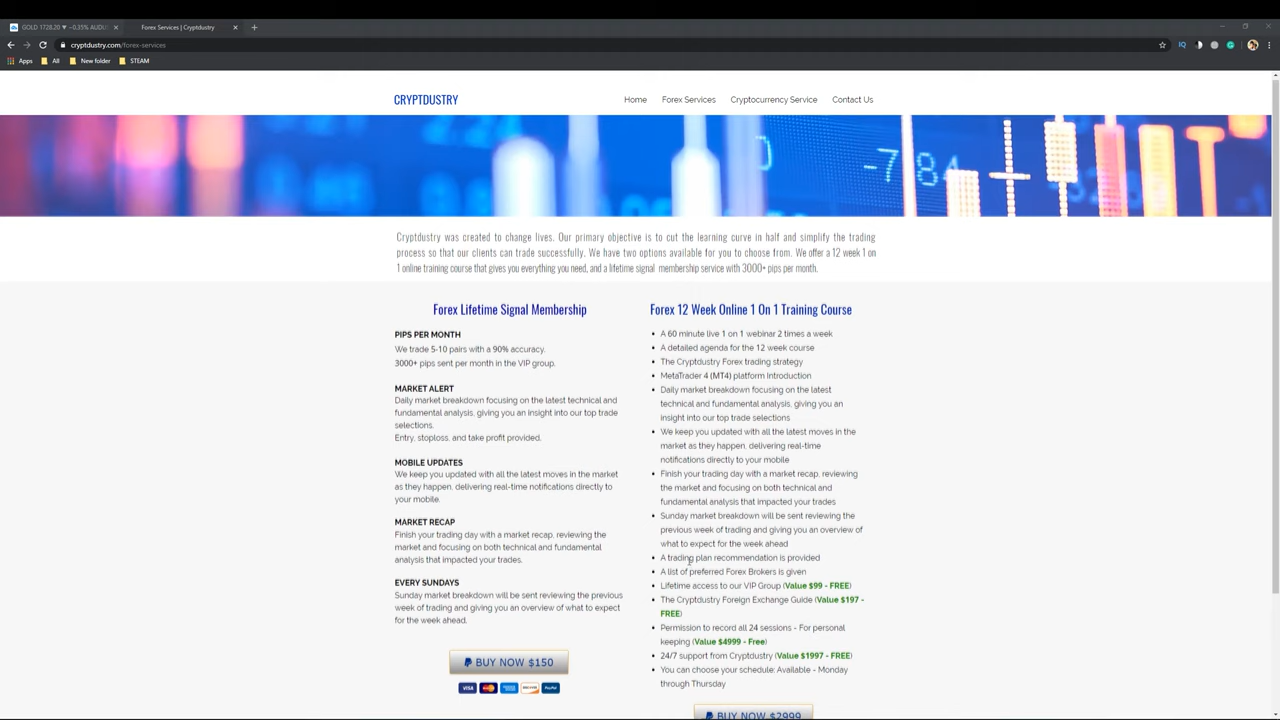 GOLD 1728.20 ▼ −0.35% AUDU
Forex Services | Cryptdustry
cryptdustry.com/forex-services
Apps
All
New folder
STEAM
CRYPTDUSTRY
Home
Forex Services
Cryptocurrency Service
Contact Us
-7.84
Cryptdustry was created to change lives. Our primary objective is to cut the learning curve in half and simplify the trading
process so that our clients can trade successfully. We have two options available for you to choose from. We offer a 12 week 1 on
1 online training course that gives you everything you need, and a lifetime signal membership service with 3000+ pips per month.
Forex Lifetime Signal Membership
PIPS PER MONTH
We trade 5-10 pairs with a 90% accuracy.
3000+ pips sent per month in the VIP group.
MARKET ALERT
Daily market breakdown focusing on the latest technical and
fundamental analysis, giving you an insight into our top trade
selections.
Entry, stoploss, and take profit provided.
MOBILE UPDATES
We keep you updated with all the latest moves in the market
as they happen, delivering real-time notifications directly to
your mobile.
MARKET RECAP
Finish your trading day with a market recap, reviewing the
market and focusing on both technical and fundamental
analysis that impacted your trades.
EVERY SUNDAYS
Sunday market breakdown will be sent reviewing the previous
week of trading and giving you an overview of what to expect
for the week ahead.
BUY NOW $150
VISA
PayPal
Forex 12 Week Online 1 On 1 Training Course
• A 60 minute live 1 on 1 webinar 2 times a week
• A detailed agenda for the 12 week course
• The Cryptdustry Forex trading strategy
• MetaTrader 4 (MT4) platform Introduction
• Daily market breakdown focusing on the latest
technical and fundamental analysis, giving you an
insight into our top trade selections
• We keep you updated with all the latest moves in the
market as they happen, delivering real-time
notifications directly to your mobile
• Finish your trading day with a market recap, reviewing
the market and focusing on both technical and
fundamental analysis that impacted your trades
• Sunday market breakdown will be sent reviewing the
previous week of trading and giving you an overview of
what to expect for the week ahead
• A trading plan recommendation is provided
• A list of preferred Forex Brokers is given
• Lifetime access to our VIP Group (Value $99 - FREE)
• The Cryptdustry Foreign Exchange Guide (Value $197 -
FREE)
• Permission to record all 24 sessions - For personal
keeping (Value $4999 - Free)
• 24/7 support from Cryptdustry (Value $1997 - FREE)
• You can choose your schedule: Available - Monday
through Thursday
BUY NOW $2999